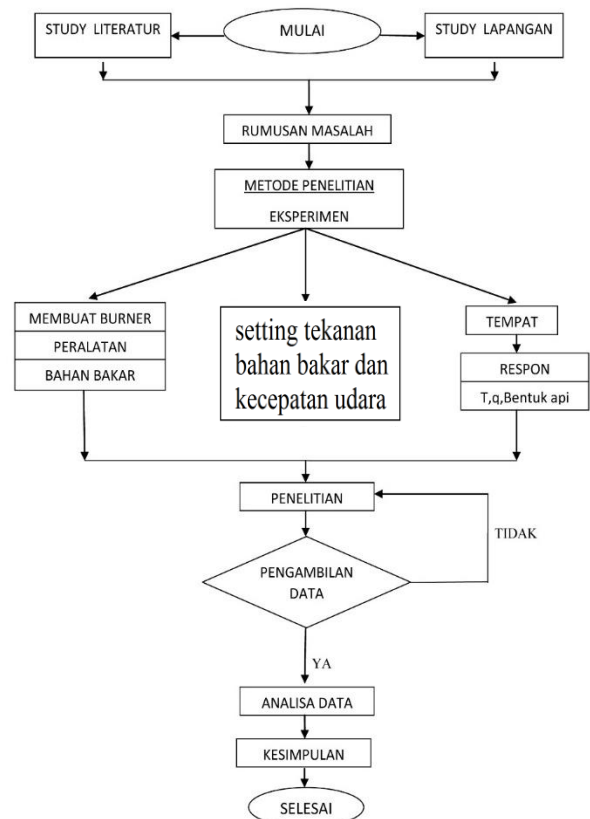 STUDY LITERATUR
MULAI
STUDY LAPANGAN
RUMUSAN MASALAH
METODE PENELITIAN
EKSPERIMEN
MEMBUAT BURNER
PERALATAN
BAHAN BAKAR
setting tekanan
bahan bakar dan
kecepatan udara
TEMPAT
RESPON
T,q,Bentuk api
PENELITIAN
TIDAK
PENGAMBILAN
DATA
YA
ANALISA DATA
KESIMPULAN
SELESAI